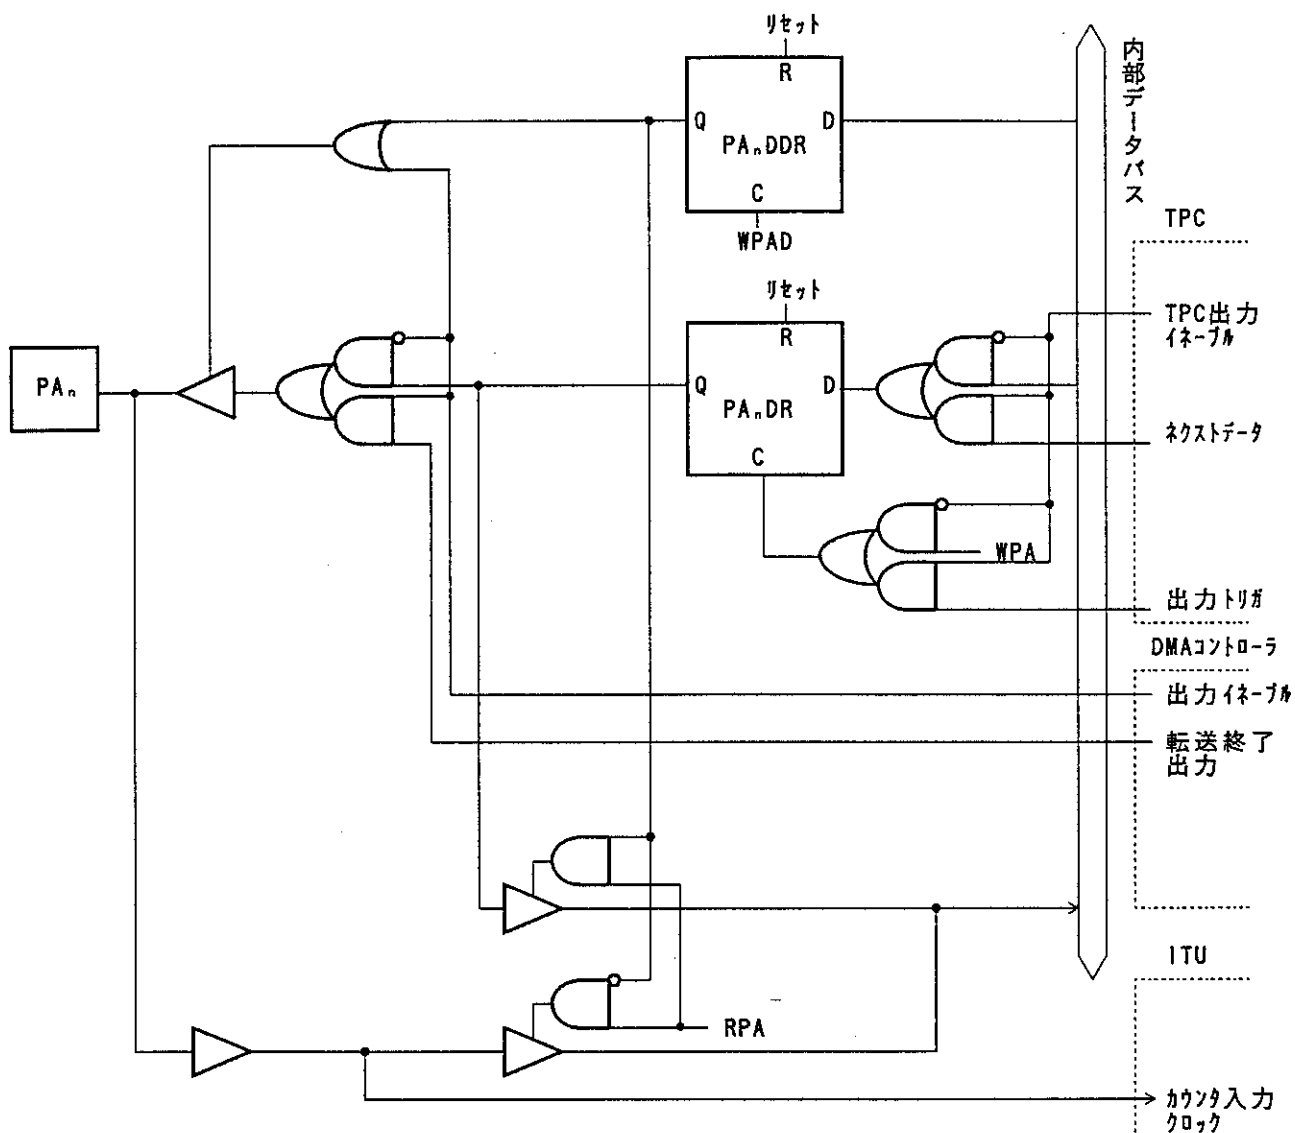 リセット
R
Q
D
PAnDDR
C
WPAD
内部データバス
TPC
リセット
R
Q
D
PAnDR
C
TPC出力
イネーブル
PAn
ネクストデータ
WPA
出力トリガ
DMAコントローラ
出力イネーブル
転送終了
出力
ITU
RPA
カウンタ入力
クロック